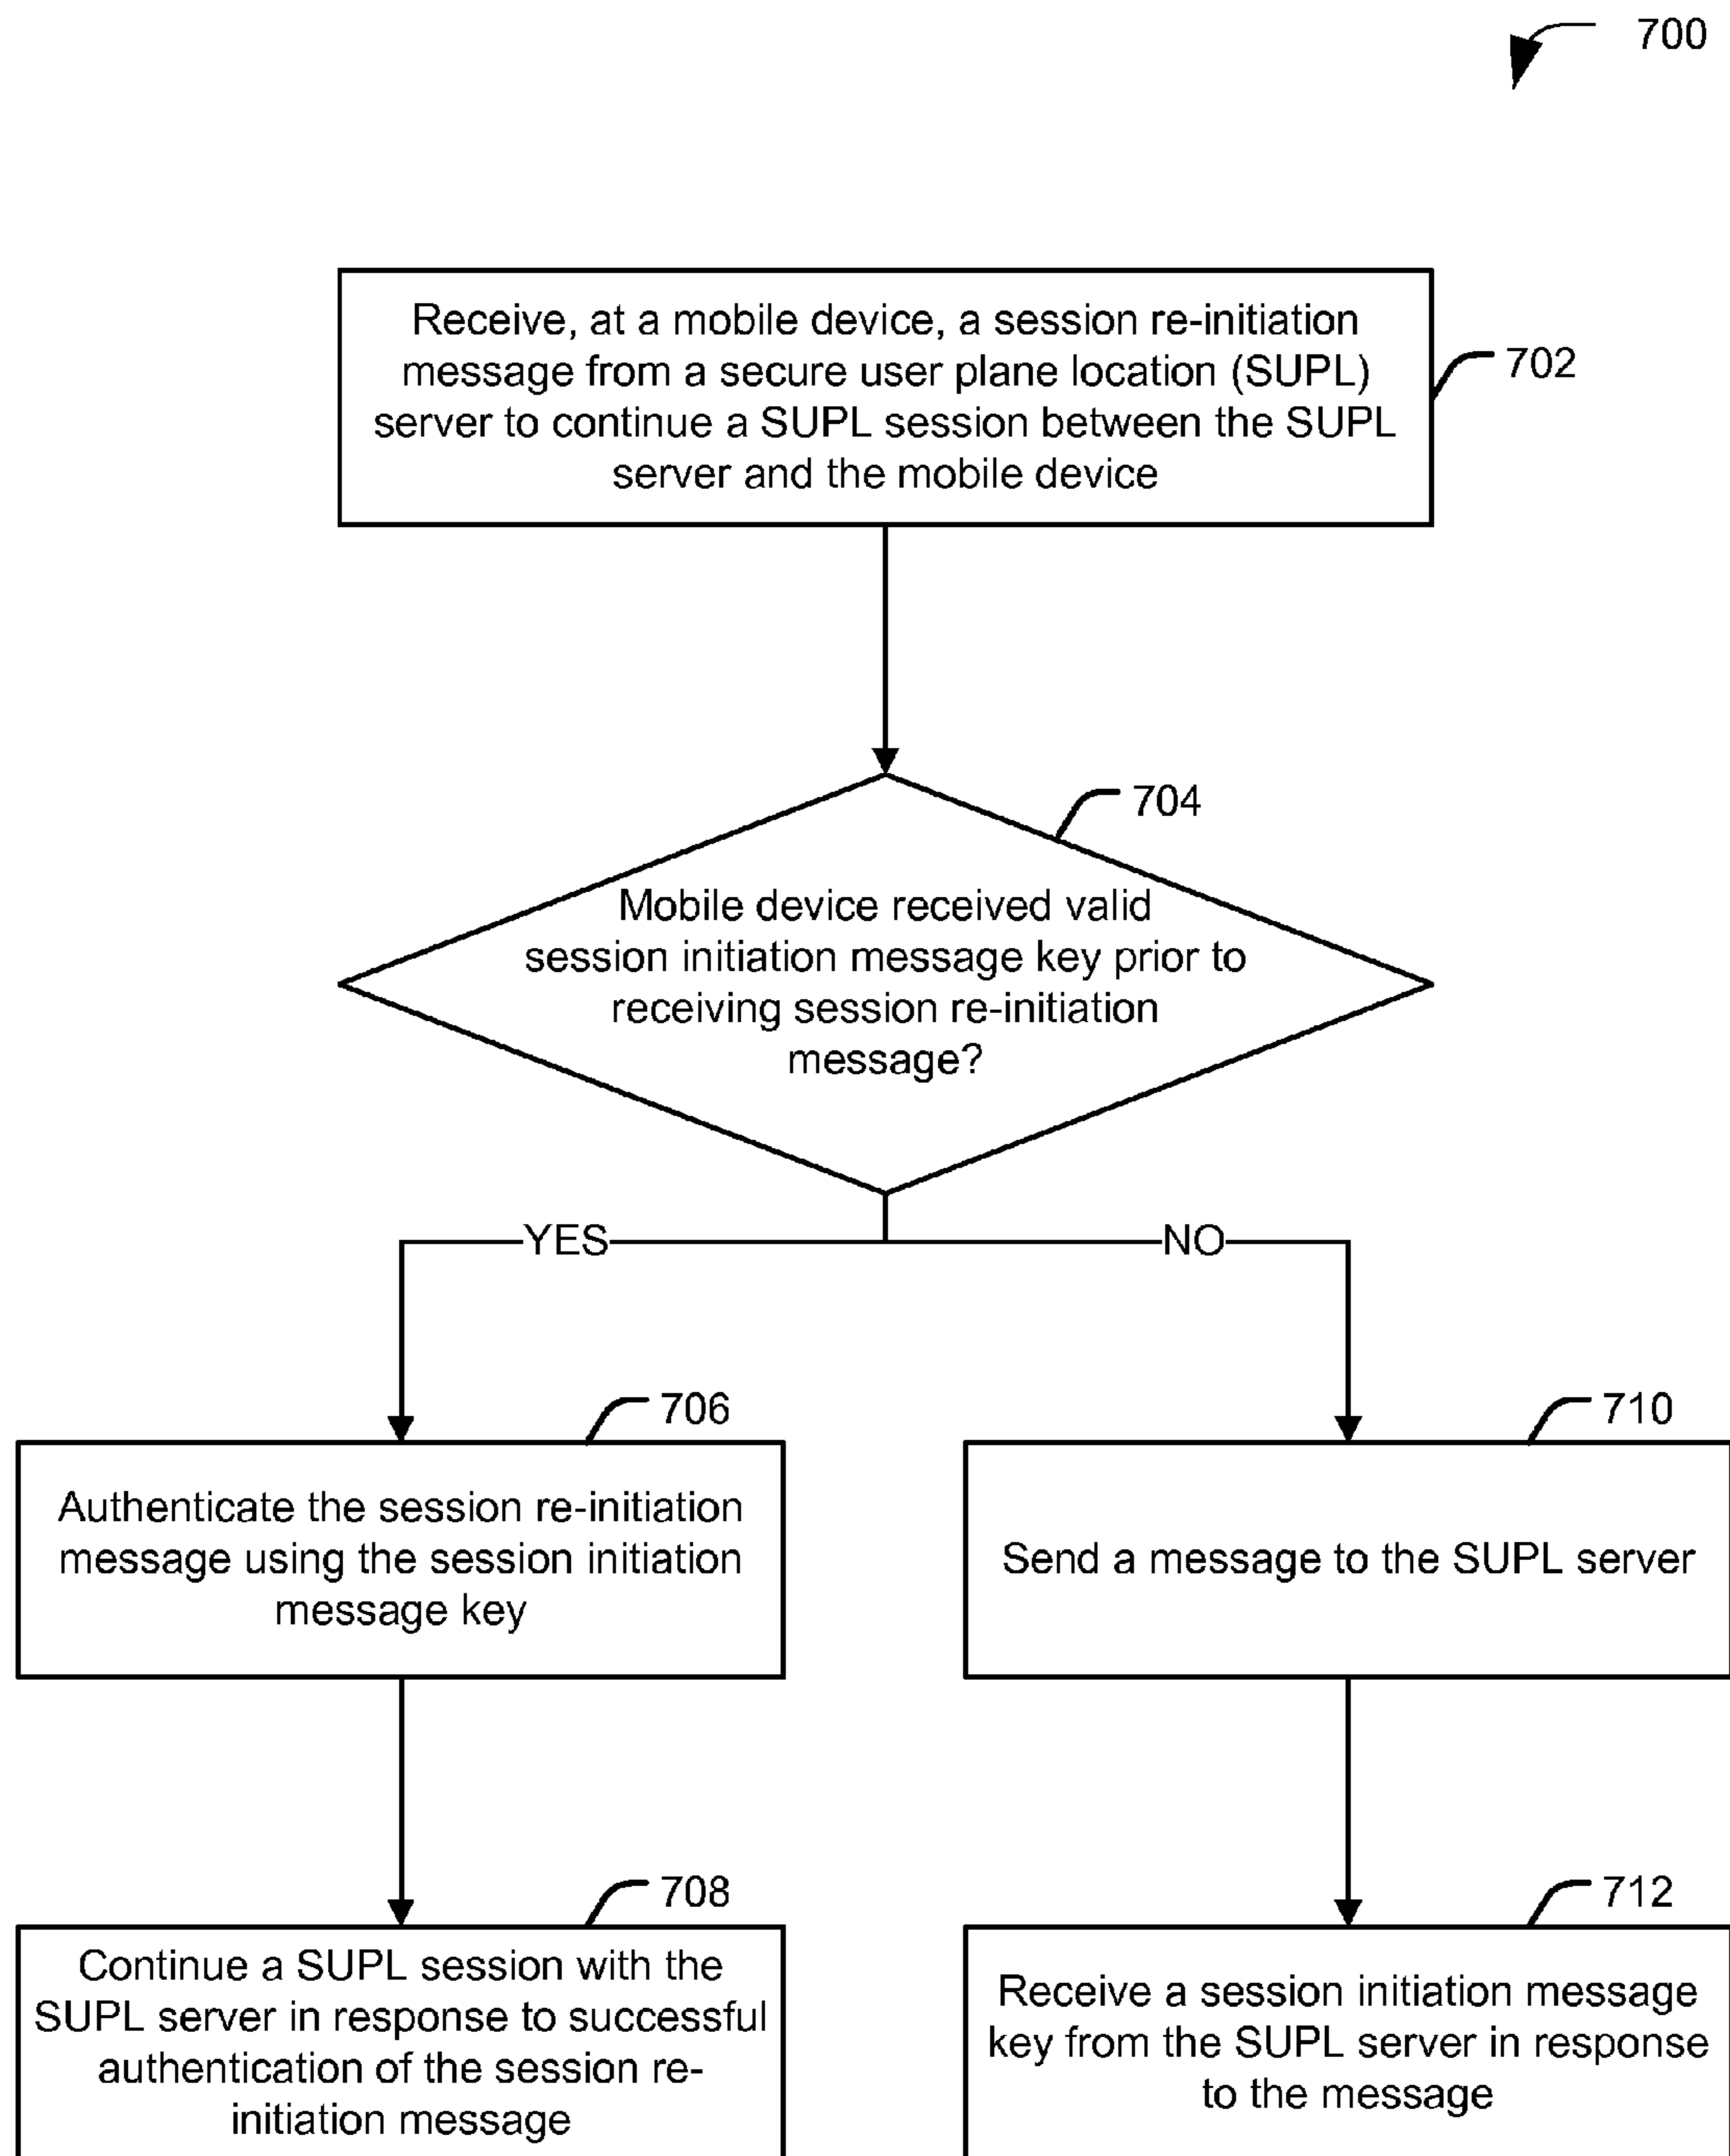 700
Receive, at a mobile device, a session re-initiation
message from a secure user plane location (SUPL)
server to continue a SUPL session between the SUPL
server and the mobile device
702
704
Mobile device received valid
session initiation message key prior to
receiving session re-initiation
message?
YES
NO
706
Authenticate the session re-initiation
message using the session initiation
message key
710
Send a message to the SUPL server
708
Continue a SUPL session with the
SUPL server in response to successful
authentication of the session re-
initiation message
712
Receive a session initiation message
key from the SUPL server in response
to the message